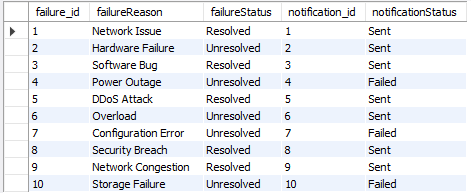 failure_id failureReason failureStatus notification_id notificationStatus
1 Network Issue Resolved 1 Sent
2 Hardware Failure Unresolved 2 Sent
3 Software Bug Resolved 3 Sent
4 Power Outage Unresolved 4 Failed
5 DDoS Attack Resolved 5 Sent
6 Overload Unresolved 6 Sent
7 Configuration Error Unresolved 7 Failed
8 Security Breach Resolved 8 Sent
9 Network Congestion Resolved 9 Sent
10 Storage Failure Unresolved 10 Failed